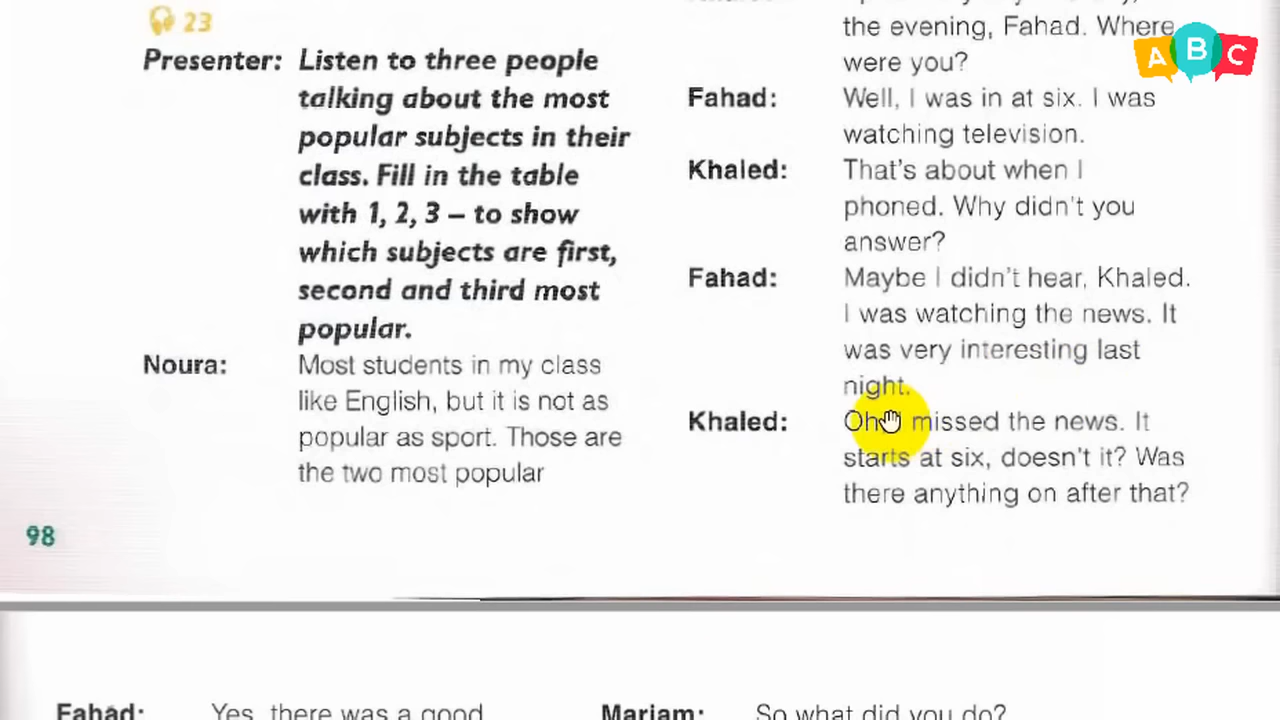 23
Presenter: Listen to three people
talking about the most
popular subjects in their
class. Fill in the table
with 1, 2, 3 – to show
which subjects are first,
second and third most
popular.
Noura: Most students in my class
like English, but it is not as
popular as sport. Those are
the two most popular
98
the evening, Fahad. Where
were you?
Fahad: Well, I was in at six. I was
watching television.
Khaled: That's about when I
phoned. Why didn't you
answer?
Fahad: Maybe I didn't hear, Khaled.
I was watching the news. It
was very interesting last
night.
Khaled: Oh missed the news. It
starts at six, doesn't it? Was
there anything on after that?
A B C
Fahad: Yes, there was a good
Mariam: So what did you do?